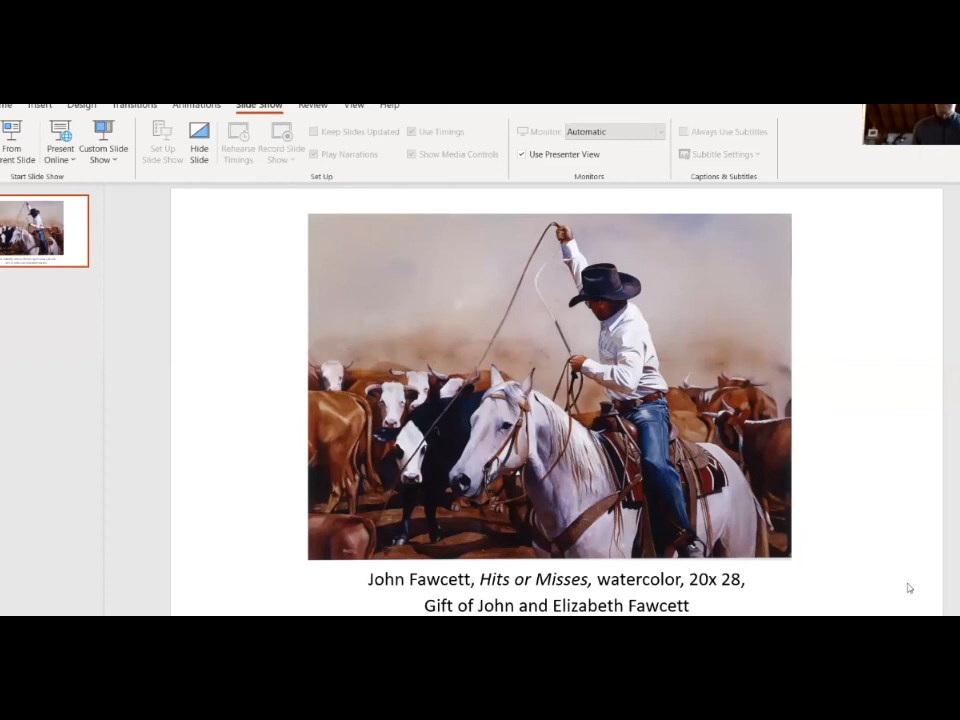 Insert Design Transitions Animations Slide Show Review View Help
From
Present Custom Slide
Online Show
Set Up
Slide Show
Hide
Slide
Rehearse Record Slide
Timings Show
Keep Slides Updated Use Timings
Play Narrations Show Media Controls
Monitor: Automatic
Use Presenter View
Always Use Subtitles
Subtitle Settings
Start Slide Show Set Up Monitors Captions & Subtitles
John Fawcett, Hits or Misses, watercolor, 20x 28,
Gift of John and Elizabeth Fawcett